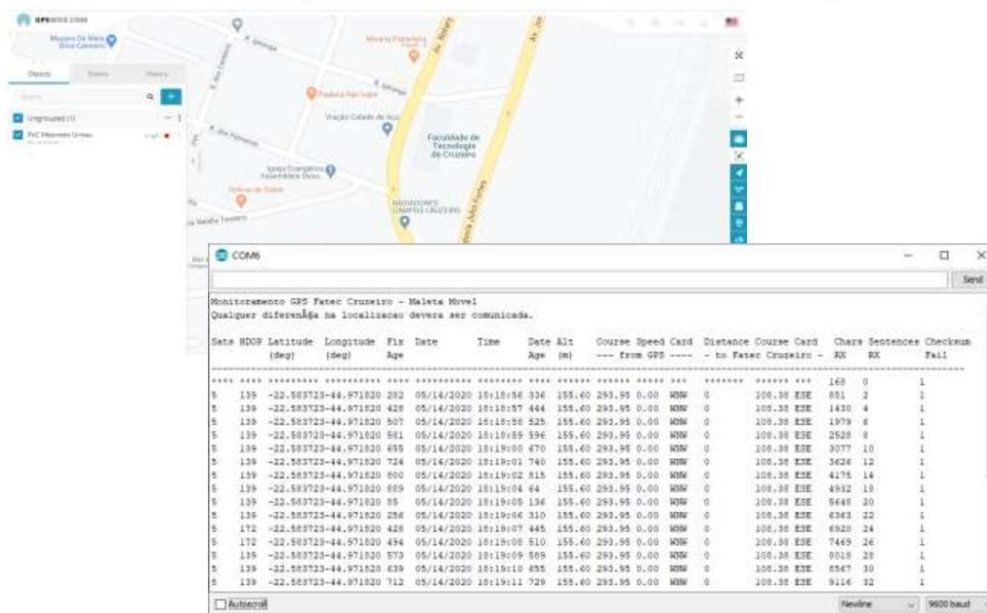 GPSWOX.COM
Objects Events History
Search
Ungrouped (1)
Padaria Pão Valle
Viação Cidade do Aço
Faculdade de
Tecnologia
de Cruzeiro
Igreja Evangélica
Assembleia Deus
COM6
Send
Monitoramento GPS Fatec Cruzeiro - Maleta Movel
Qualquer diferenÃ§a na localizacao devera ser comunicada.
Sats HDOP Latitude Longitude Fix Date Time Date Alt Course Speed Card Distance Course Card Chars Sentences Checksum
(deg) (deg) Age Age (m) --- from GPS ---- - to Fatec Cruzeiro - RX RX Fail
**** **** ********* ********** **** ********** ******** **** ****** ****** ***** *** ******* ****** *** 168 0 1
5 139 -22.583723-44.971820 282 05/14/2020 18:18:56 336 155.60 293.95 0.00 WNW 0 108.38 ESE 881 2 1
5 139 -22.583723-44.971820 428 05/14/2020 18:18:57 444 155.60 293.95 0.00 WNW 0 108.38 ESE 1430 4 1
5 139 -22.583723-44.971820 507 05/14/2020 18:18:58 525 155.60 293.95 0.00 WNW 0 108.38 ESE 1979 6 1
5 139 -22.583723-44.971820 581 05/14/2020 18:18:59 596 155.60 293.95 0.00 WNW 0 108.38 ESE 2528 8 1
5 139 -22.583723-44.971820 655 05/14/2020 18:19:00 670 155.60 293.95 0.00 WNW 0 108.38 ESE 3077 10 1
5 139 -22.583723-44.971820 724 05/14/2020 18:19:01 740 155.60 293.95 0.00 WNW 0 108.38 ESE 3626 12 1
5 139 -22.583723-44.971820 800 05/14/2020 18:19:02 815 155.60 293.95 0.00 WNW 0 108.38 ESE 4175 14 1
5 139 -22.583723-44.971820 889 05/14/2020 18:19:04 64 155.60 293.95 0.00 WNW 0 108.38 ESE 4932 18 1
5 139 -22.583723-44.971820 85 05/14/2020 18:19:05 136 155.60 293.95 0.00 WNW 0 108.38 ESE 5648 20 1
5 139 -22.583723-44.971820 256 05/14/2020 18:19:06 310 155.60 293.95 0.00 WNW 0 108.38 ESE 6363 22 1
5 172 -22.583723-44.971820 428 05/14/2020 18:19:07 445 155.60 293.95 0.00 WNW 0 108.38 ESE 6920 24 1
5 172 -22.583723-44.971820 494 05/14/2020 18:19:08 510 155.60 293.95 0.00 WNW 0 108.38 ESE 7469 26 1
5 139 -22.583723-44.971820 573 05/14/2020 18:19:09 589 155.60 293.95 0.00 WNW 0 108.38 ESE 8018 28 1
5 139 -22.583723-44.971820 639 05/14/2020 18:19:10 655 155.60 293.95 0.00 WNW 0 108.38 ESE 8567 30 1
5 139 -22.583723-44.971820 712 05/14/2020 18:19:11 729 155.60 293.95 0.00 WNW 0 108.38 ESE 9116 32 1
Autoscroll Newline 9600 baud